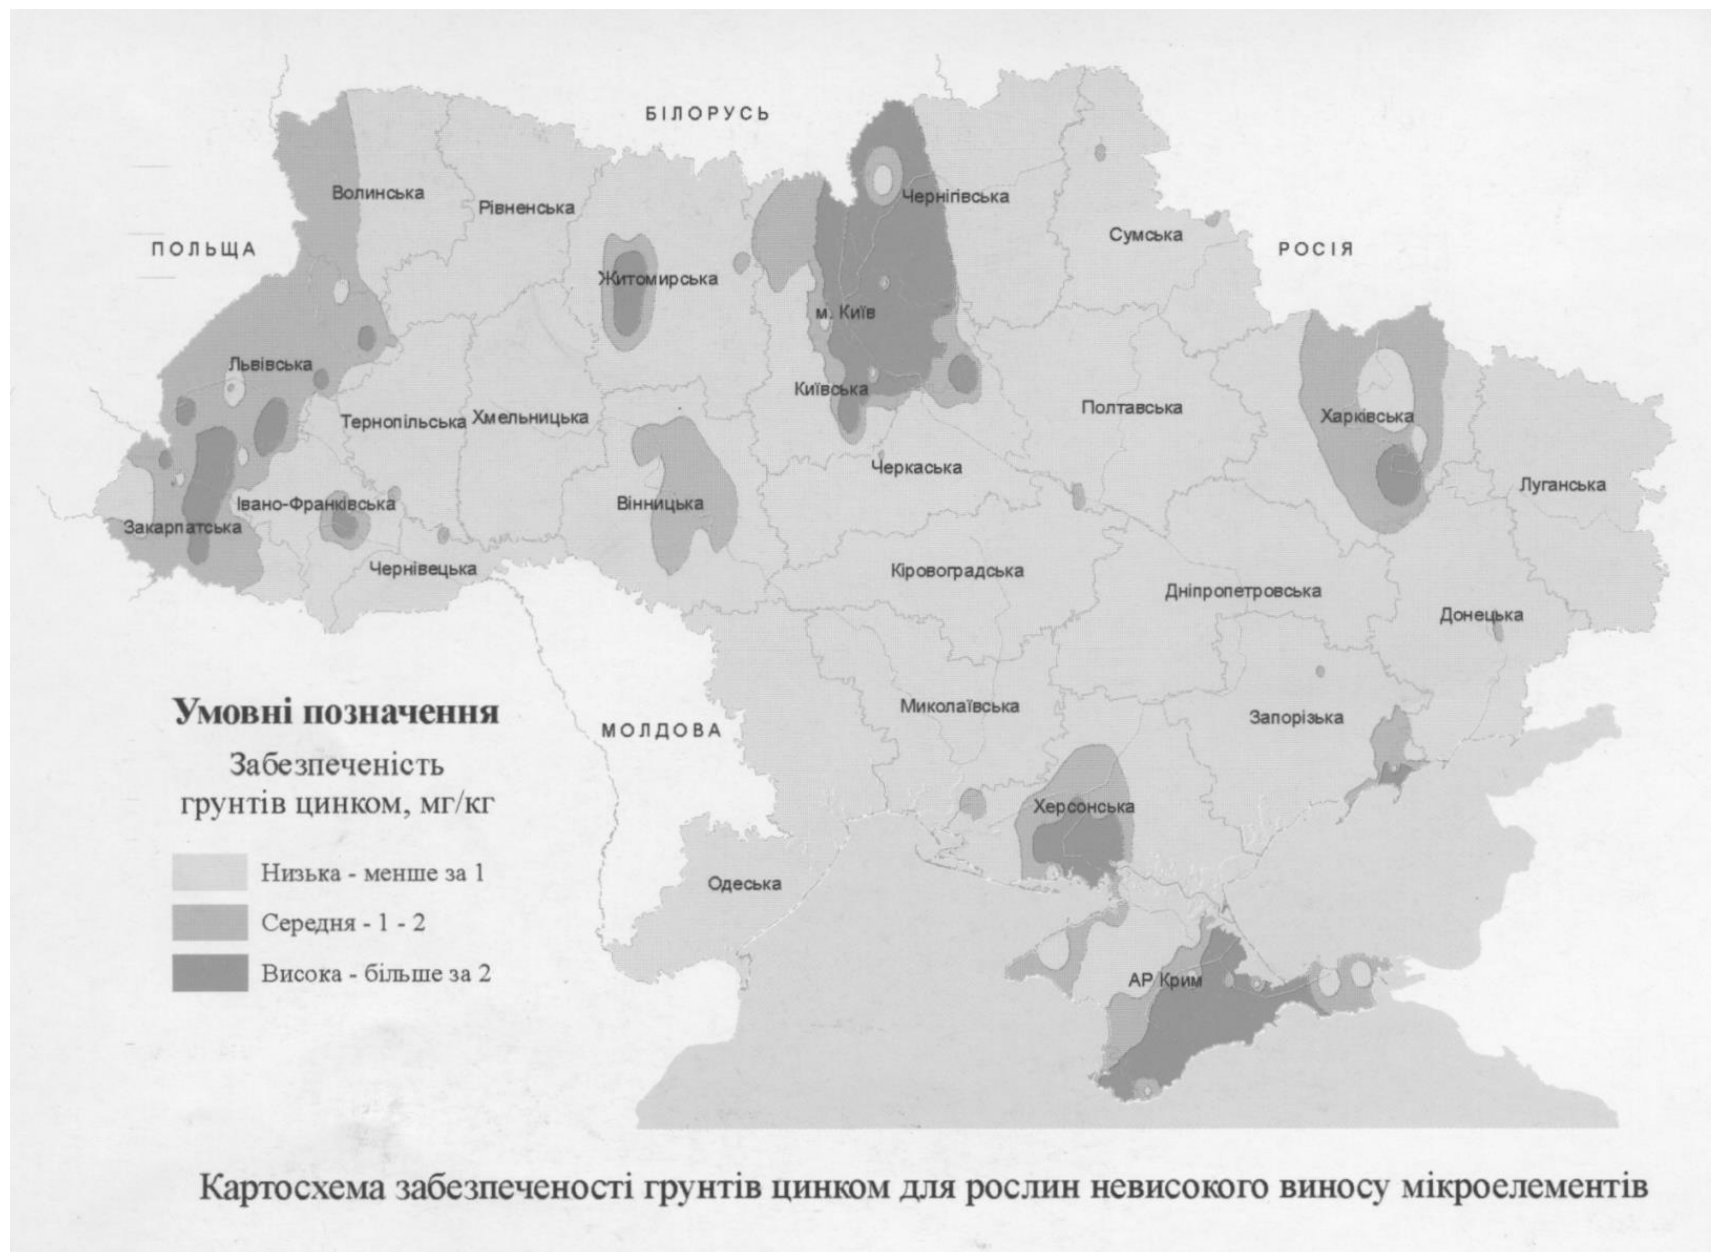 БІЛОРУСЬ
Волинська
Рівненська
Чернігівська
Сумська
ПОЛЬЩА
РОСІЯ
Житомирська
м. Київ
Львівська
Київська
Тернопільська
Хмельницька
Полтавська
Харківська
Черкаська
Луганська
Івано-Франківська
Вінницька
Закарпатська
Чернівецька
Кіровоградська
Дніпропетровська
Донецька
Миколаївська
Запорізька
МОЛДОВА
Херсонська
Одеська
АР Крим
Умовні позначення
Забезпеченість
грунтів цинком, мг/кг
Низька - менше за 1
Середня - 1 - 2
Висока - більше за 2
Картосхема забезпеченості грунтів цинком для рослин невисокого виносу мікроелементів